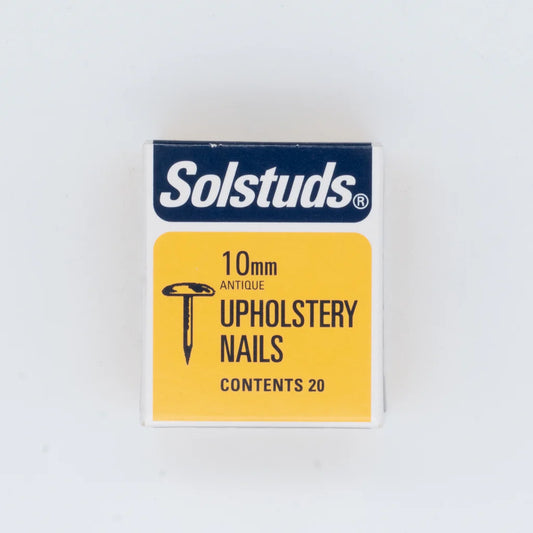 Solstuds®
10mm
ANTIQUE
UPHOLSTERY
NAILS
CONTENTS 20